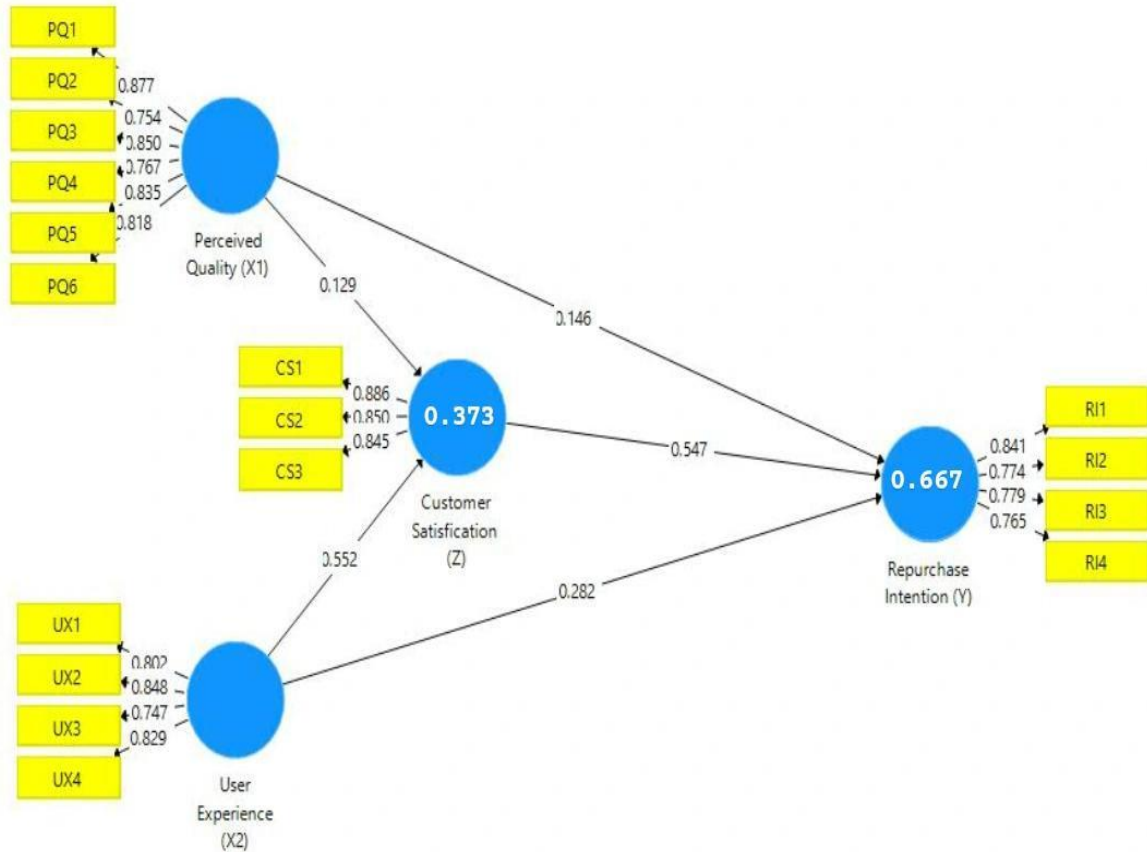 PQ1
PQ2
PQ3
PQ4
PQ5
PQ6
0.877
0.754
0.850
0.767
0.835
0.818
Perceived
Quality (X1)
0.129
0.146
CS1
CS2
CS3
0.886
0.850
0.845
0.373
Customer
Satisfication
(Z)
0.547
0.667
Repurchase
Intention (Y)
0.841
0.774
0.779
0.765
RI1
RI2
RI3
RI4
0.552
0.282
UX1
UX2
UX3
UX4
0.802
0.848
0.747
0.829
User
Experience
(X2)